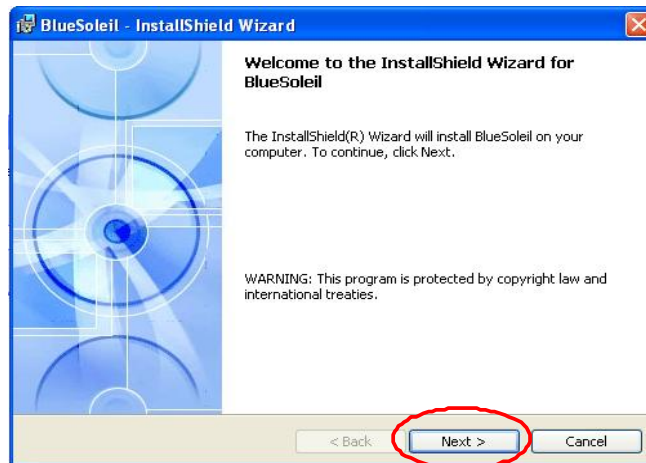 BlueSoleil - InstallShield Wizard
Welcome to the InstallShield Wizard for
BlueSoleil
The InstallShield(R) Wizard will install BlueSoleil on your
computer. To continue, click Next.
WARNING: This program is protected by copyright law and
international treaties.
< Back
Next >
Cancel